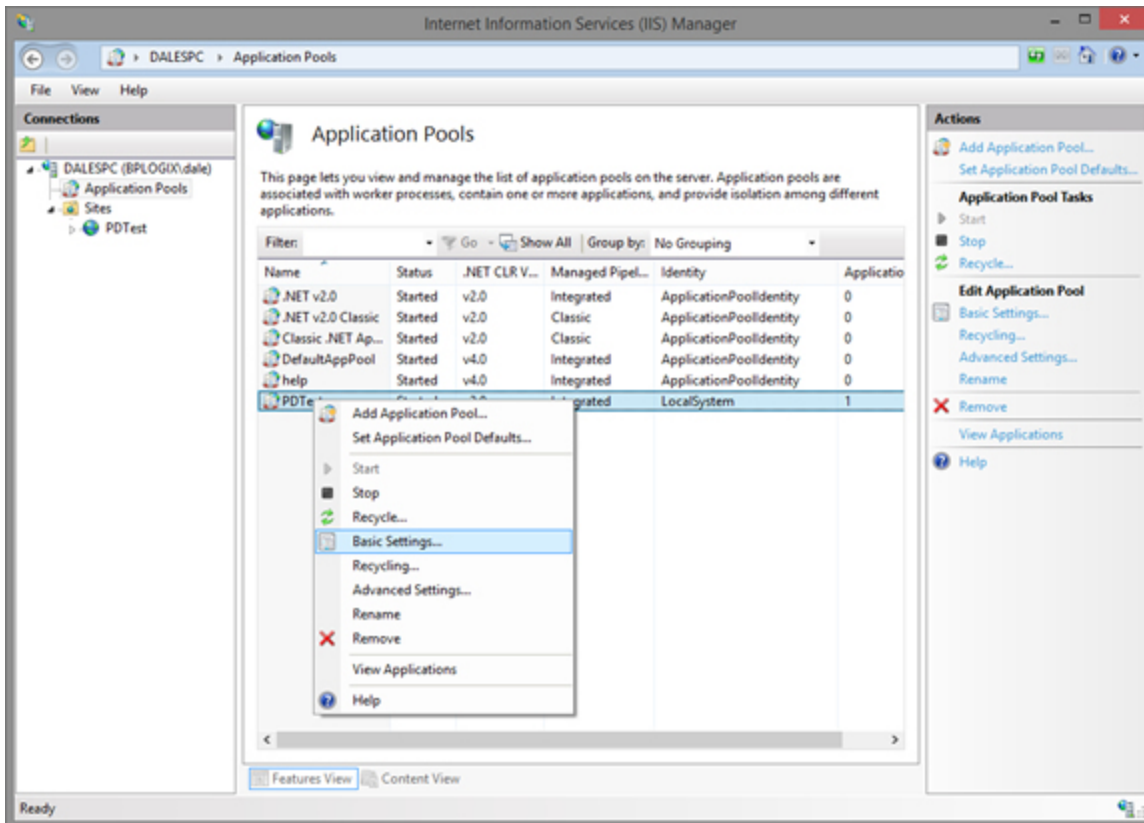 Internet Information Services (IIS) Manager
DALESPC Application Pools
File View Help
Connections
DALESPC (BPLOGIX\dale)
Application Pools
Sites
PDTest
Application Pools
This page lets you view and manage the list of application pools on the server. Application pools are
associated with worker processes, contain one or more applications, and provide isolation among different
applications.
Filter: Go Show All Group by: No Grouping
Name Status .NET CLR V... Managed Pipel... Identity Applicatio
.NET v2.0 Started v2.0 Integrated ApplicationPoolIdentity 0
.NET v2.0 Classic Started v2.0 Classic ApplicationPoolIdentity 0
Classic .NET Ap... Started v2.0 Classic ApplicationPoolIdentity 0
DefaultAppPool Started v4.0 Integrated ApplicationPoolIdentity 0
help Started v4.0 Integrated ApplicationPoolIdentity 0
LocalSystem 1
Add Application Pool...
Set Application Pool Defaults...
Start
Stop
Recycle...
Basic Settings...
Recycling...
Advanced Settings...
Rename
Remove
View Applications
Help
Features View Content View
Actions
Add Application Pool...
Set Application Pool Defaults...
Application Pool Tasks
Start
Stop
Recycle...
Edit Application Pool
Basic Settings...
Recycling...
Advanced Settings...
Rename
Remove
View Applications
Help
Ready